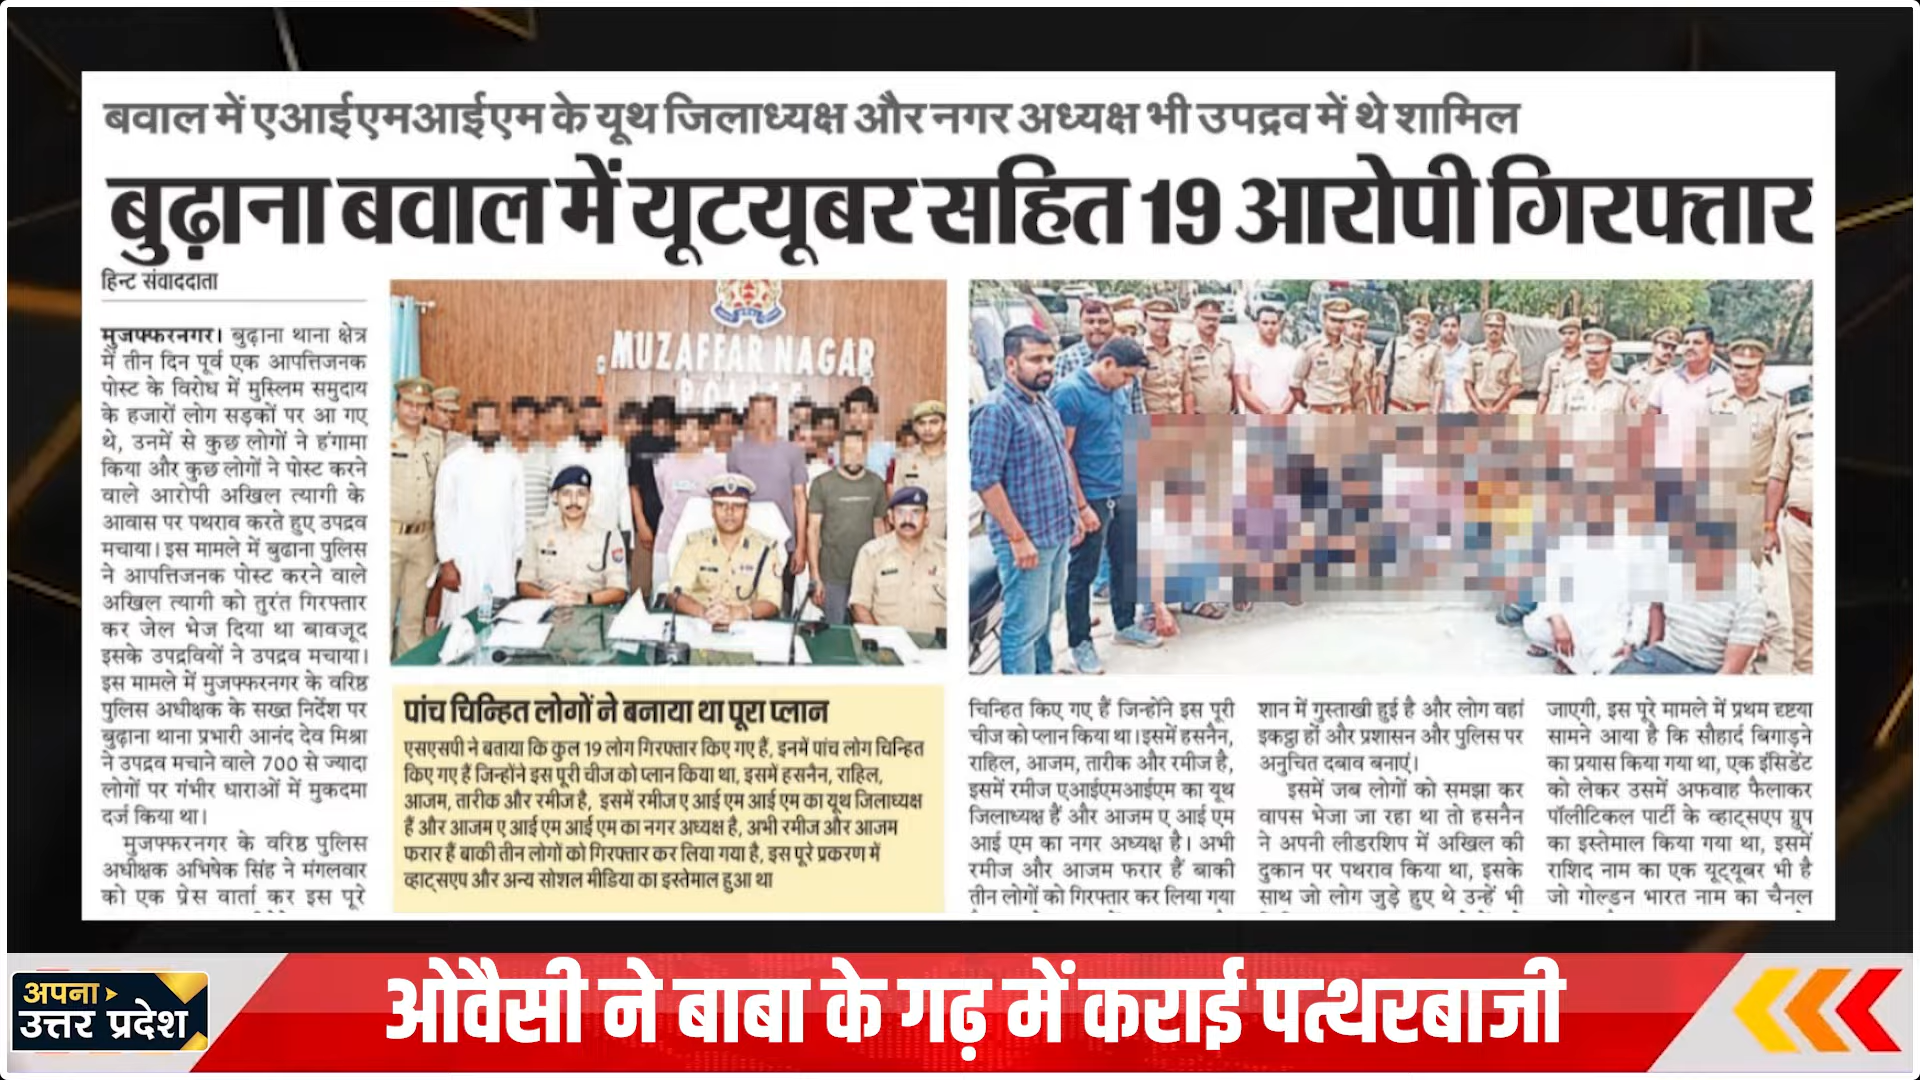 बवाल में एआईएमआईएम के यूथ जिलाध्यक्ष और नगर अध्यक्ष भी उपद्रव में थे शामिल
बुढ़ाना बवाल में यूटयूबर सहित 19 आरोपी गिरफ्तार
हिन्ट संवाददाता
मुजफ्फरनगर। बुढ़ाना थाना क्षेत्र
में तीन दिन पूर्व एक आपत्तिजनक
पोस्ट के विरोध में मुस्लिम समुदाय
के हजारों लोग सड़कों पर आ गए
थे, उनमें से कुछ लोगों ने हंगामा
किया और कुछ लोगों ने पोस्ट करने
वाले आरोपी अखिल त्यागी के
आवास पर पथराव करते हुए उपद्रव
मचाया। इस मामले में बुढाना पुलिस
ने आपत्तिजनक पोस्ट करने वाले
अखिल त्यागी को तुरंत गिरफ्तार
कर जेल भेज दिया था बावजूद
इसके उपद्रवियों ने उपद्रव मचाया।
इस मामले में मुजफ्फरनगर के वरिष्ठ
पुलिस अधीक्षक के सख्त निर्देश पर
बुढ़ाना थाना प्रभारी आनंद देव मिश्रा
ने उपद्रव मचाने वाले 700 से ज्यादा
लोगों पर गंभीर धाराओं में मुकदमा
दर्ज किया था।
मुजफ्फरनगर के वरिष्ठ पुलिस
अधीक्षक अभिषेक सिंह ने मंगलवार
को एक प्रेस वार्ता कर इस पूरे
MUZAFFAR NAGAR
POLICE
पांच चिन्हित लोगों ने बनाया था पूरा प्लान
एसएसपी ने बताया कि कुल 19 लोग गिरफ्तार किए गए हैं, इनमें पांच लोग चिन्हित
किए गए हैं जिन्होंने इस पूरी चीज को प्लान किया था, इसमें हसनैन, राहिल,
आजम, तारीक और रमीज है, इसमें रमीज ए आई एम आई एम का यूथ जिलाध्यक्ष
हैं और आजम ए आई एम आई एम का नगर अध्यक्ष है, अभी रमीज और आजम
फरार हैं बाकी तीन लोगों को गिरफ्तार कर लिया गया है, इस पूरे प्रकरण में
व्हाट्सएप और अन्य सोशल मीडिया का इस्तेमाल हुआ था
चिन्हित किए गए हैं जिन्होंने इस पूरी
चीज को प्लान किया था। इसमें हसनैन,
राहिल, आजम, तारीक और रमीज है,
इसमें रमीज एआईएमआईएम का यूथ
जिलाध्यक्ष हैं और आजम ए आई एम
आई एम का नगर अध्यक्ष है। अभी
रमीज और आजम फरार हैं बाकी
तीन लोगों को गिरफ्तार कर लिया गया
शान में गुस्ताखी हुई है और लोग वहां
इकट्ठा हों और प्रशासन और पुलिस पर
अनुचित दबाव बनाएं।
इसमें जब लोगों को समझा कर
वापस भेजा जा रहा था तो हसनैन
ने अपनी लीडरशिप में अखिल की
दुकान पर पथराव किया था, इसके
साथ जो लोग जुड़े हुए थे उन्हें भी
जाएगी, इस पूरे मामले में प्रथम दृष्टया
सामने आया है कि सौहार्द बिगाड़ने
का प्रयास किया गया था, एक इंसिडेंट
को लेकर उसमें अफवाह फैलाकर
पॉलीटिकल पार्टी के व्हाट्सएप ग्रुप
का इस्तेमाल किया गया था, इसमें
राशिद नाम का एक यूट्यूबर भी है
जो गोल्डन भारत नाम का चैनल
अपना
उत्तर प्रदेश
ओवैसी ने बाबा के गढ़ में कराई पत्थरबाजी